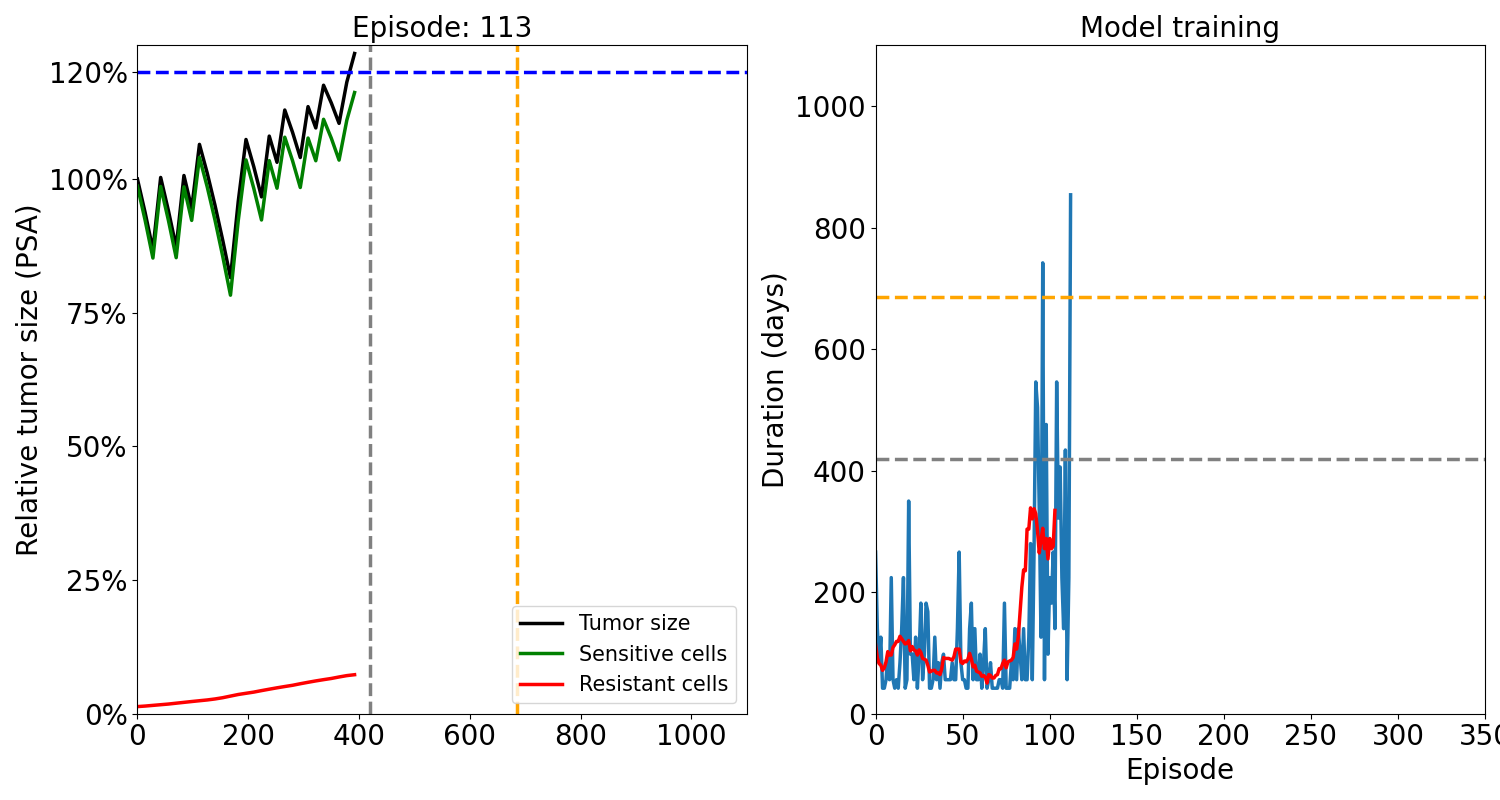 Episode: 113
Relative tumor size (PSA)
120%
100%
75%
50%
25%
0%
0 200 400 600 800 1000
Tumor size
Sensitive cells
Resistant cells
Model training
Duration (days)
1000
800
600
400
200
0
0 50 100 150 200 250 300 350
Episode